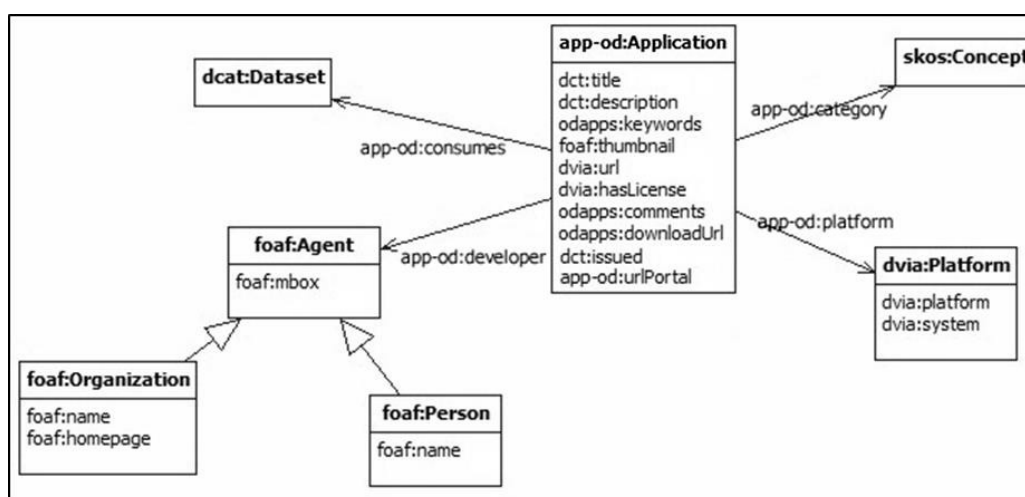 app-od:Application
dct:title
dct:description
odapps:keywords
foaf:thumbnail
dvia:url
dvia:hasLicense
odapps:comments
odapps:downloadUrl
dct:issued
app-od:urlPortal
dcat:Dataset
skos:Concept
app-od:category
app-od:consumes
app-od:platform
foaf:Agent
foaf:mbox
app-od:developer
dvia:Platform
dvia:platform
dvia:system
foaf:Organization
foaf:name
foaf:homepage
foaf:Person
foaf:name